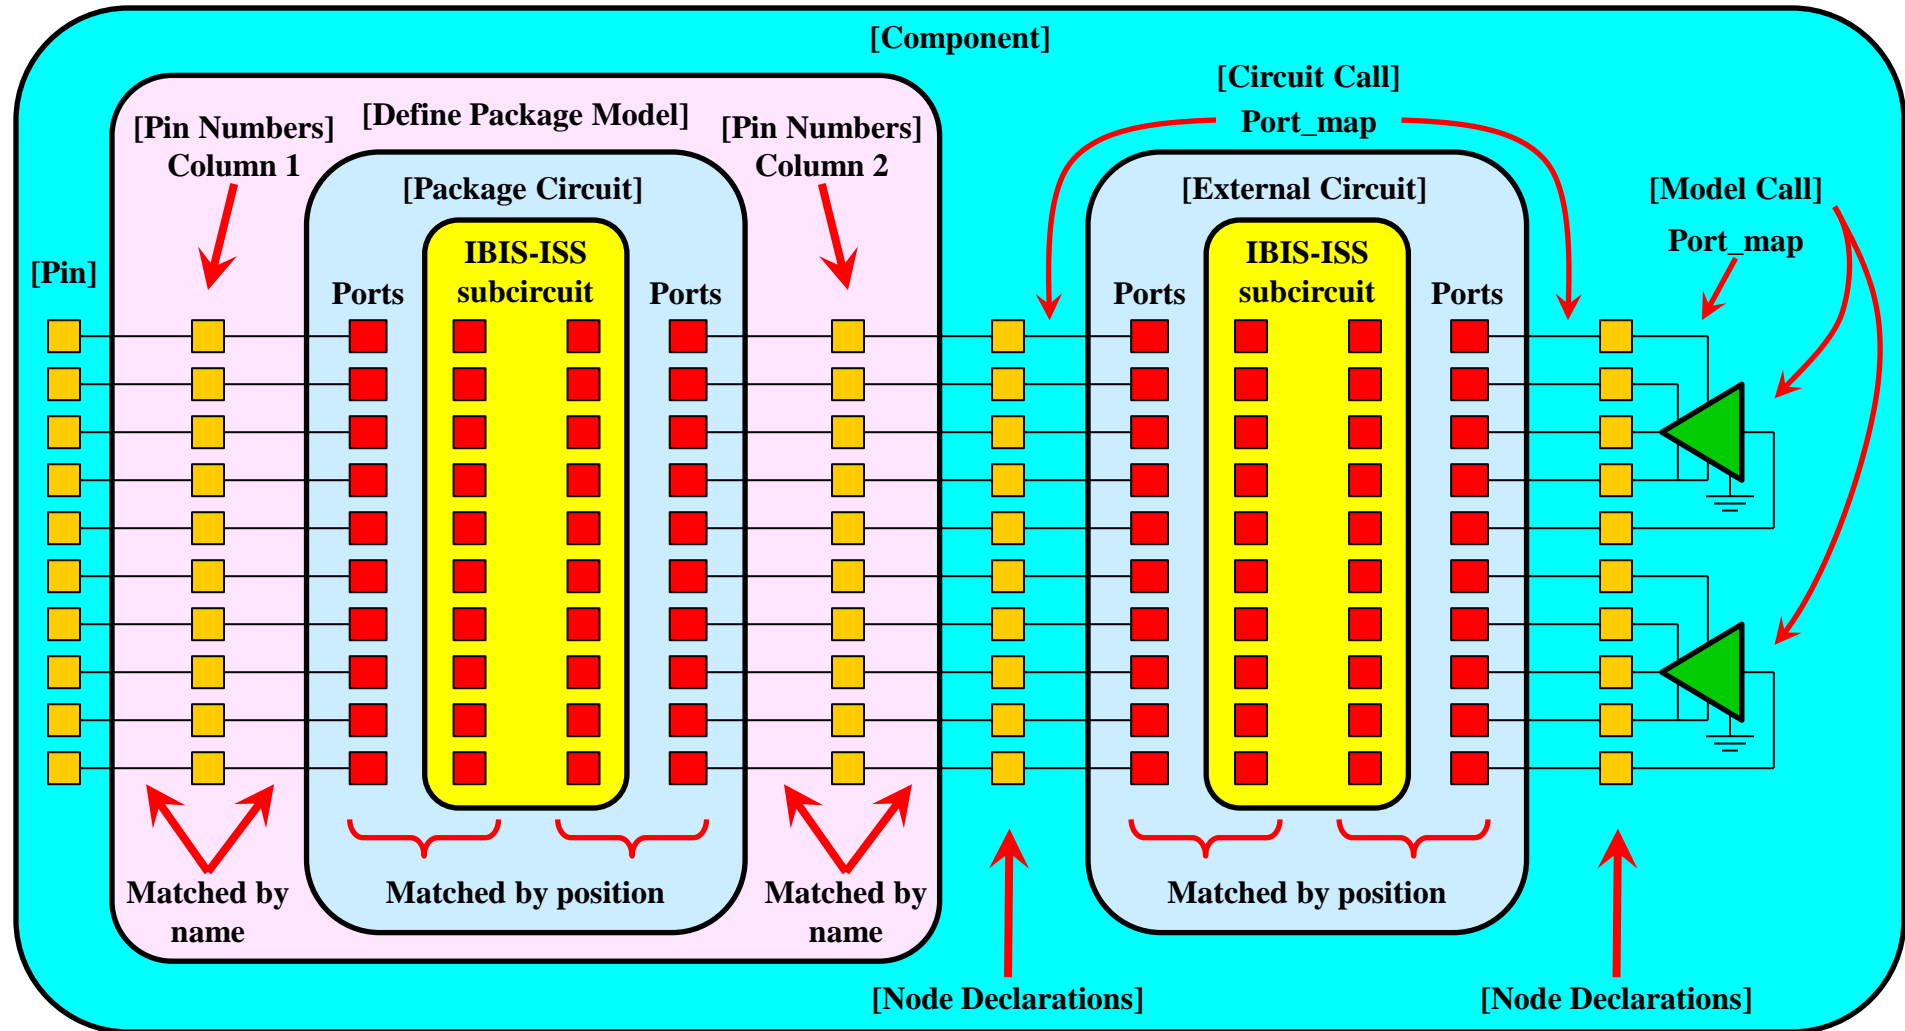 [Component]
[Circuit Call]
Port_map
[Define Package Model]
[Pin Numbers]
Column 1
[Pin Numbers]
Column 2
[Package Circuit]
[External Circuit]
[Model Call]
Port_map
IBIS-ISS
subcircuit
IBIS-ISS
subcircuit
[Pin]
Ports
Ports
Ports
Ports
Matched by
name
Matched by position
Matched by
name
Matched by position
[Node Declarations]
[Node Declarations]